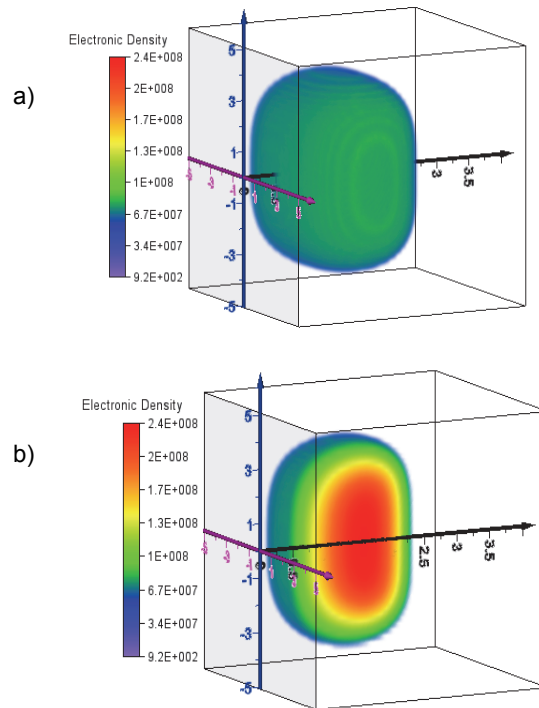 a)
Electronic Density
2.4E+008
2E+008
1.7E+008
1.3E+008
1E+008
6.7E+007
3.4E+007
9.2E+002
5
3
1
-1
-3
-5
3
3.5
b)
Electronic Density
2.4E+008
2E+008
1.7E+008
1.3E+008
1E+008
6.7E+007
3.4E+007
9.2E+002
5
3
1
-1
-3
-5
2.5
3
3.5